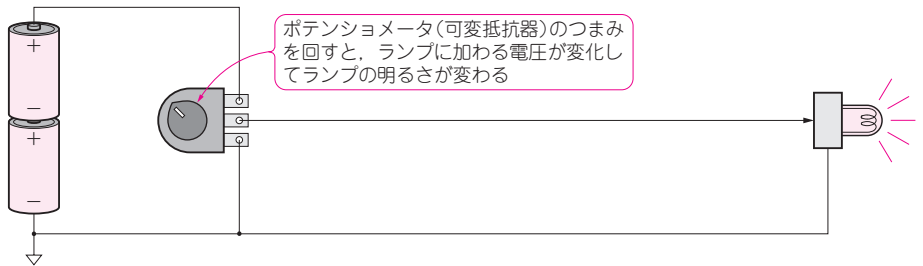 ポテンショメータ(可変抵抗器)のつまみ
を回すと，ランプに加わる電圧が変化し
てランプの明るさが変わる
+
−
+
−